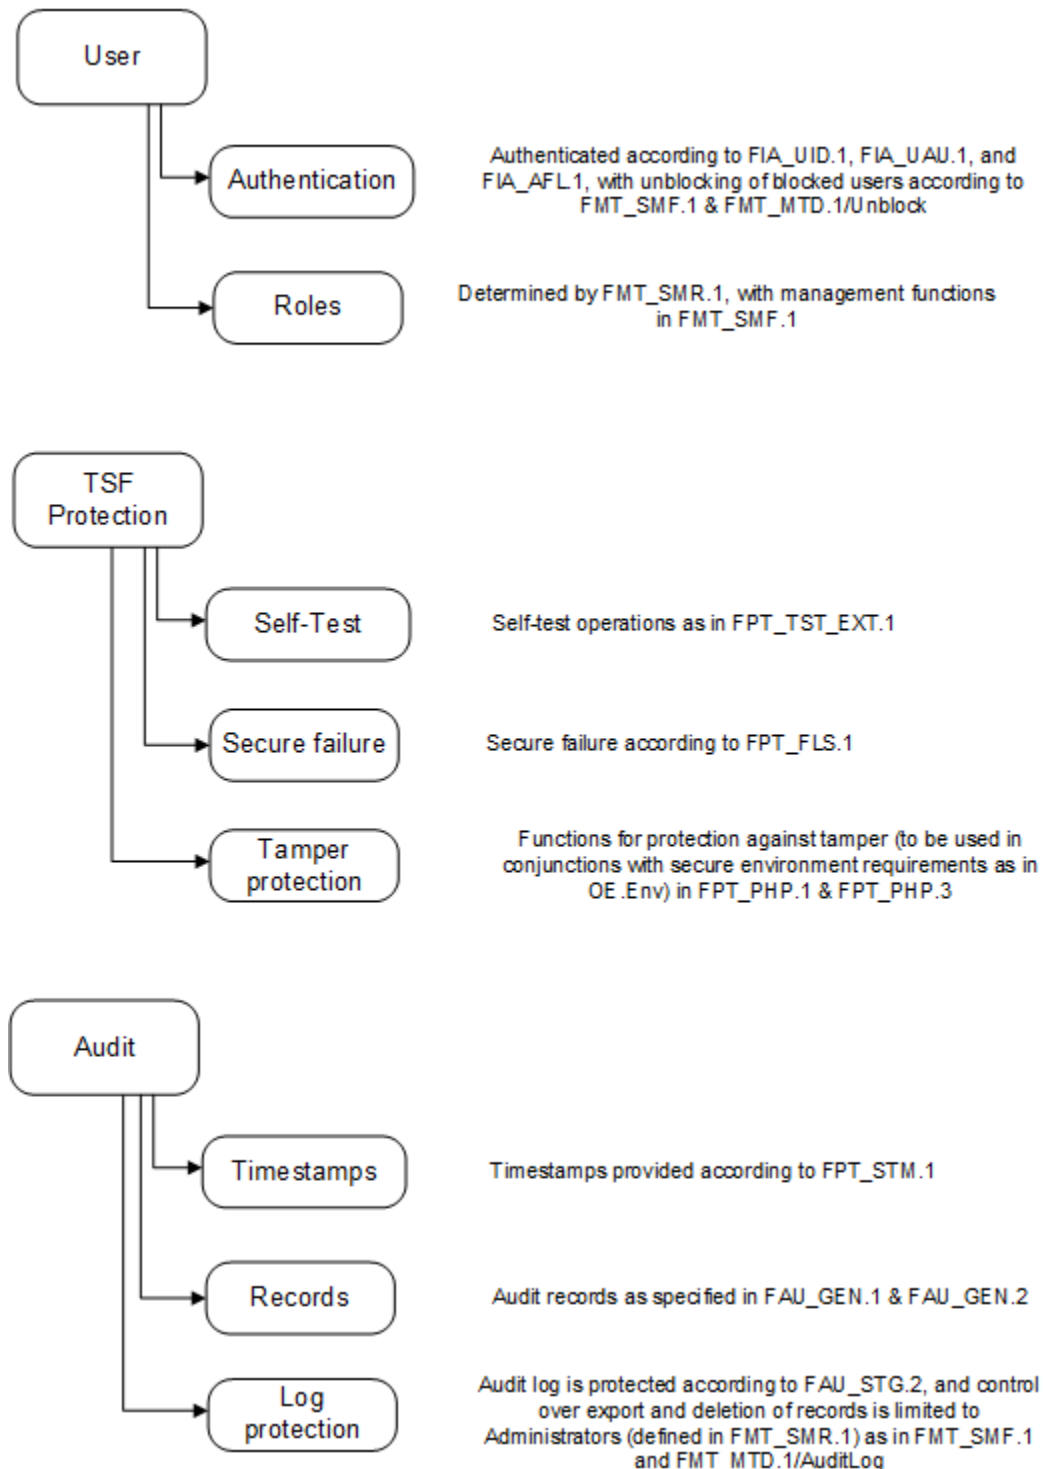 User
Authentication
Authenticated according to FIA_UID.1, FIA_UAU.1, and
FIA_AFL.1, with unblocking of blocked users according to
FMT_SMF.1 & FMT_MTD.1/Unblock
Roles
Determined by FMT_SMR.1, with management functions
in FMT_SMF.1
TSF
Protection
Self-Test
Self-test operations as in FPT_TST_EXT.1
Secure failure
Secure failure according to FPT_FLS.1
Tamper
protection
Functions for protection against tamper (to be used in
conjunctions with secure environment requirements as in
OE.Env) in FPT_PHP.1 & FPT_PHP.3
Audit
Timestamps
Timestamps provided according to FPT_STM.1
Records
Audit records as specified in FAU_GEN.1 & FAU_GEN.2
Log
protection
Audit log is protected according to FAU_STG.2, and control
over export and deletion of records is limited to
Administrators (defined in FMT_SMR.1) as in FMT_SMF.1
and FMT_MTD.1/AuditLog